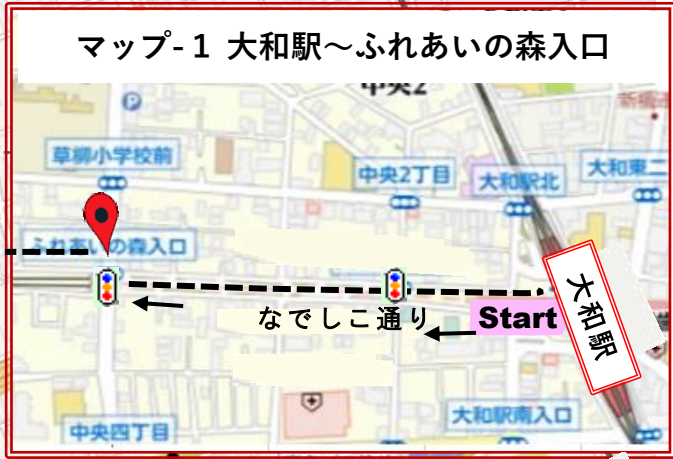 マップ-１ 大和駅～ふれあいの森入口
中央2
草柳小学校前
中央2丁目
大和駅北
大和東二
ふれあいの森入口
なでしこ通り
Start
大和駅
中央四丁目
大和駅南入口